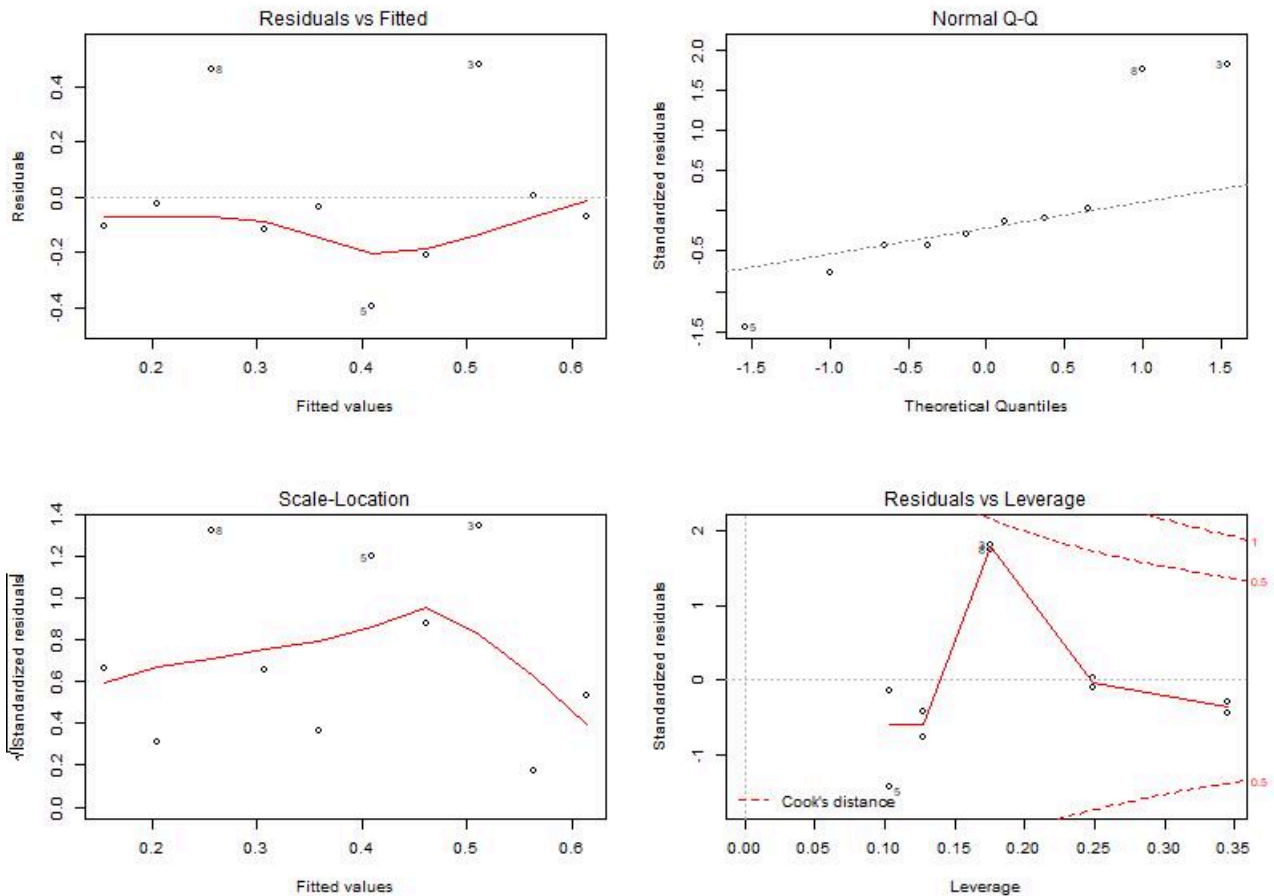 Residuals vs Fitted
Residuals
0.4
0.2
0.0
-0.2
-0.4
8
3
5
0.2 0.3 0.4 0.5 0.6
Fitted values
Normal Q-Q
Standardized residuals
2.0
1.5
1.0
0.5
-0.5
-1.5
8
3
5
-1.5 -1.0 -0.5 0.0 0.5 1.0 1.5
Theoretical Quantiles
Scale-Location
√|Standardized residuals|
1.4
1.2
1.0
0.8
0.6
0.4
0.2
0.0
8
5
3
0.2 0.3 0.4 0.5 0.6
Fitted values
Residuals vs Leverage
Standardized residuals
2
1
0
-1
3
8
5
1
0.5
0.5
Cook's distance
0.00 0.05 0.10 0.15 0.20 0.25 0.30 0.35
Leverage